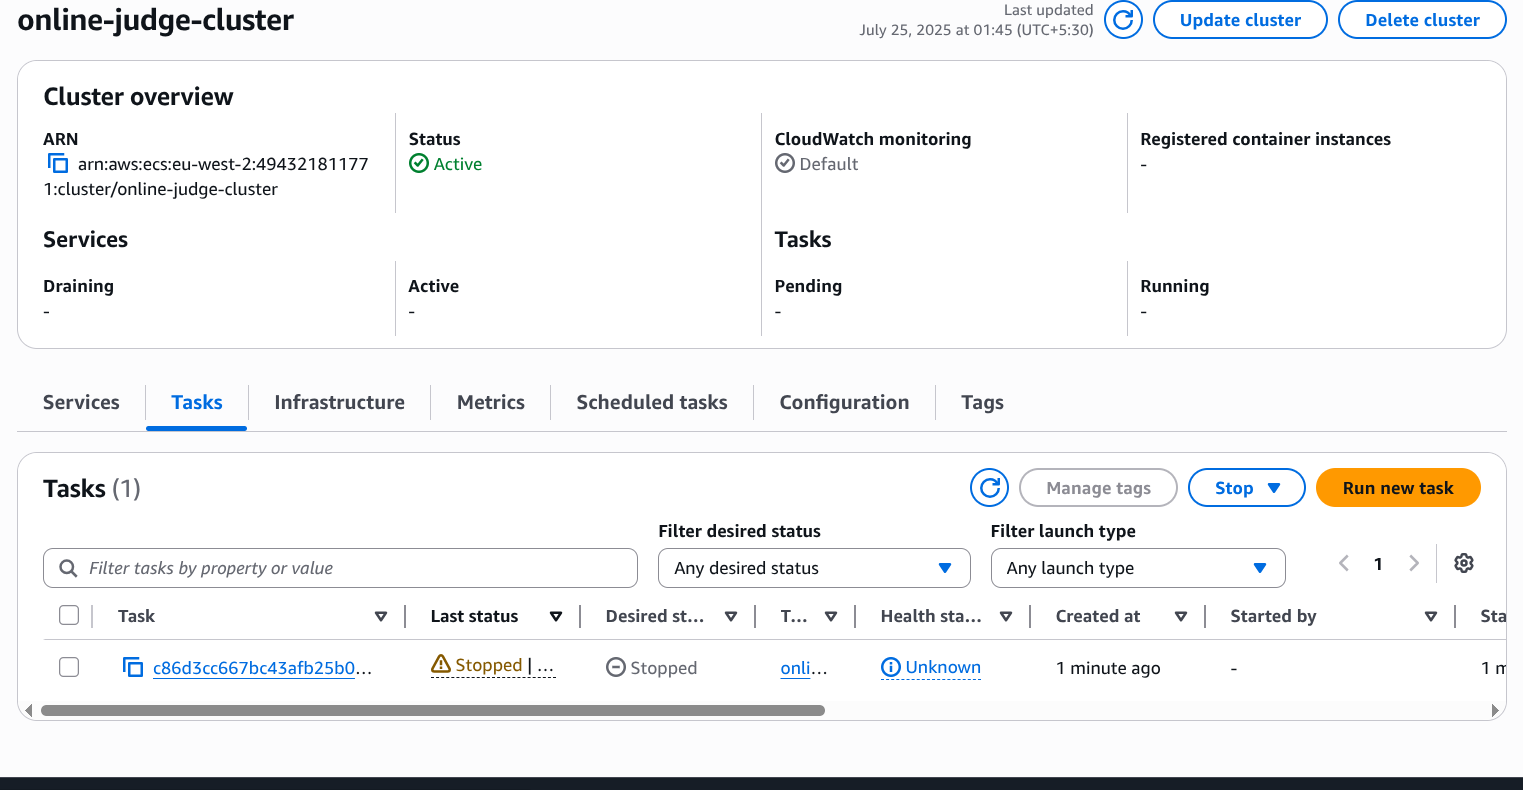 online-judge-cluster
Last updated
July 25, 2025 at 01:45 (UTC+5:30)
Update cluster
Delete cluster
Cluster overview
ARN
arn:aws:ecs:eu-west-2:49432181177
1:cluster/online-judge-cluster
Status
Active
CloudWatch monitoring
Default
Registered container instances
-
Services
Tasks
Draining
-
Active
-
Pending
-
Running
-
Services Tasks Infrastructure Metrics Scheduled tasks Configuration Tags
Tasks (1)
Manage tags
Stop
Run new task
Filter tasks by property or value
Filter desired status
Any desired status
Filter launch type
Any launch type
1
Task Last status Desired st... T... Health sta... Created at Started by Sta
c86d3cc667bc43afb25b0... Stopped | ... Stopped onli... Unknown 1 minute ago - 1 m